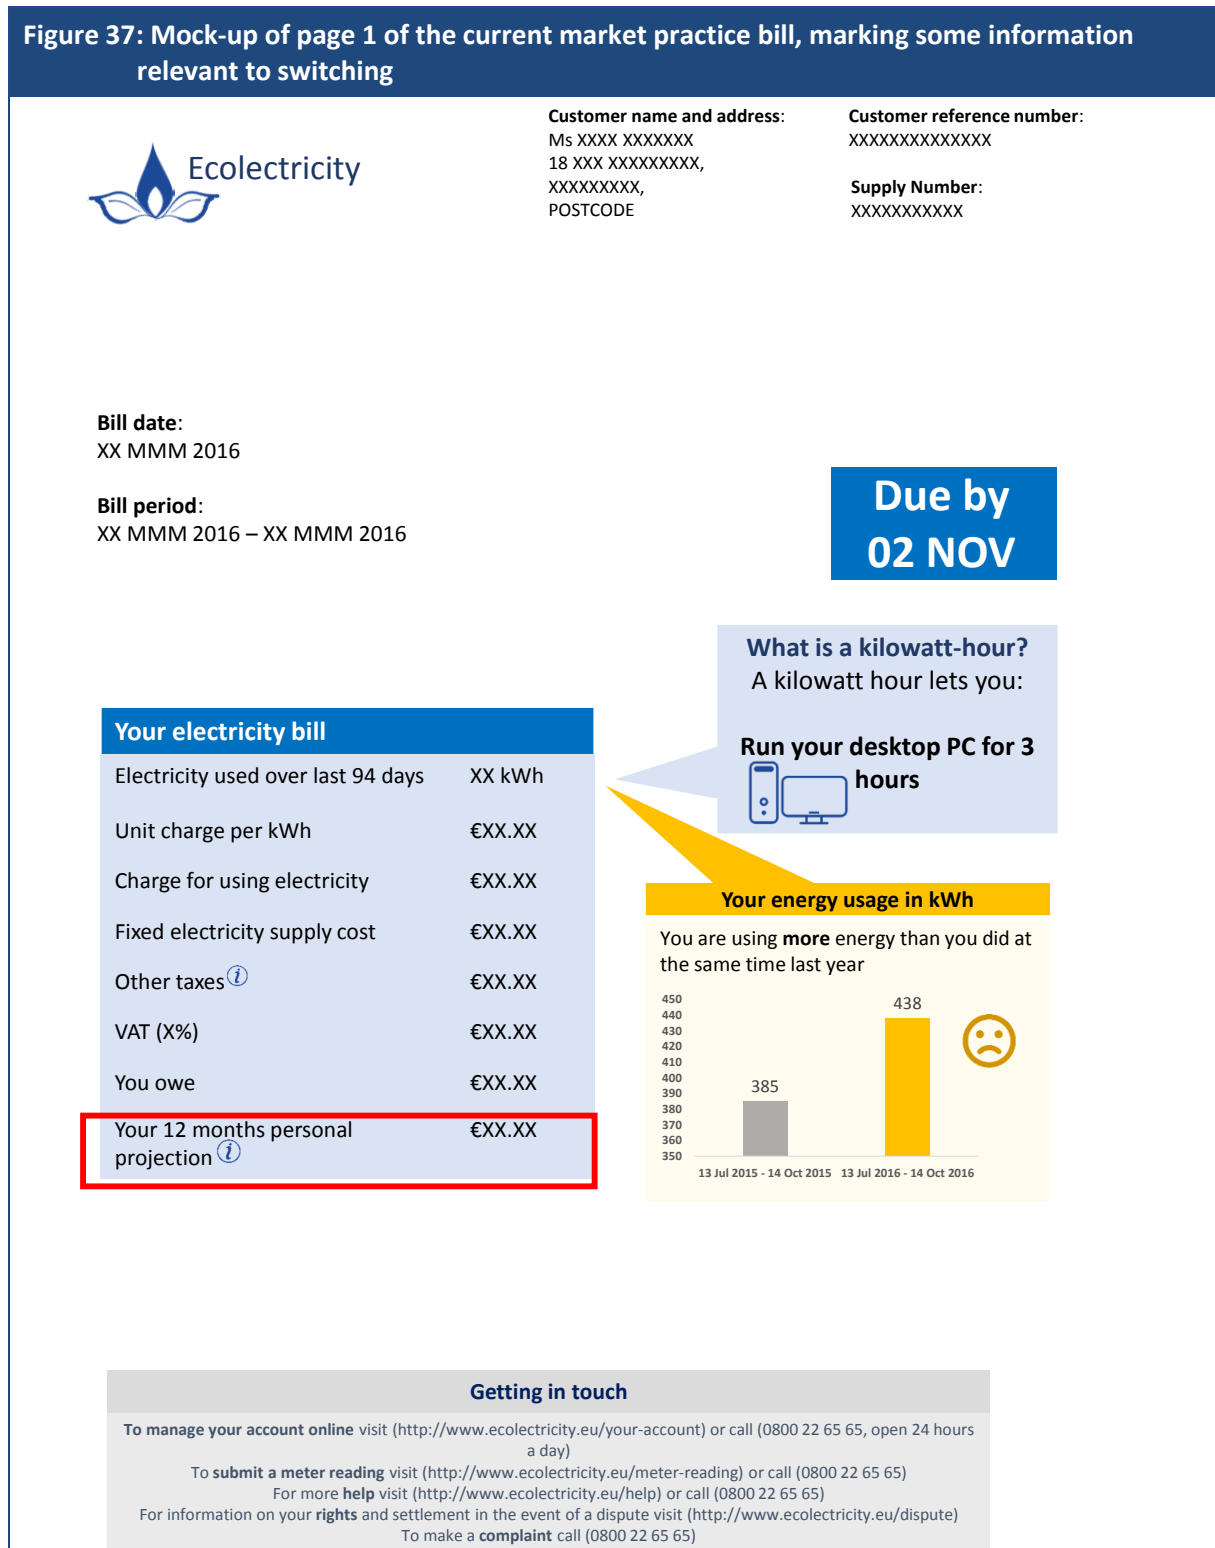 Figure 37: Mock-up of page 1 of the current market practice bill, marking some information
relevant to switching
Ecolectricity
Customer name and address:
Ms XXXX XXXXXXX
18 XXX XXXXXXXXX,
XXXXXXXXX,
POSTCODE
Customer reference number:
XXXXXXXXXXXXXX
Supply Number:
XXXXXXXXXXX
Bill date:
XX MMM 2016
Bill period:
XX MMM 2016 – XX MMM 2016
Due by
02 NOV
What is a kilowatt-hour?
A kilowatt hour lets you:
Run your desktop PC for 3
hours
Your electricity bill
Electricity used over last 94 days XX kWh
Unit charge per kWh €XX.XX
Charge for using electricity €XX.XX
Fixed electricity supply cost €XX.XX
Other taxes i €XX.XX
VAT (X%) €XX.XX
You owe €XX.XX
Your 12 months personal €XX.XX
projection i
Your energy usage in kWh
You are using more energy than you did at
the same time last year
450
440
430
420
410
400
390
380
370
360
350
385
438
13 Jul 2015 - 14 Oct 2015 13 Jul 2016 - 14 Oct 2016
Getting in touch
To manage your account online visit (http://www.ecolectricity.eu/your-account) or call (0800 22 65 65, open 24 hours
a day)
To submit a meter reading visit (http://www.ecolectricity.eu/meter-reading) or call (0800 22 65 65)
For more help visit (http://www.ecolectricity.eu/help) or call (0800 22 65 65)
For information on your rights and settlement in the event of a dispute visit (http://www.ecolectricity.eu/dispute)
To make a complaint call (0800 22 65 65)